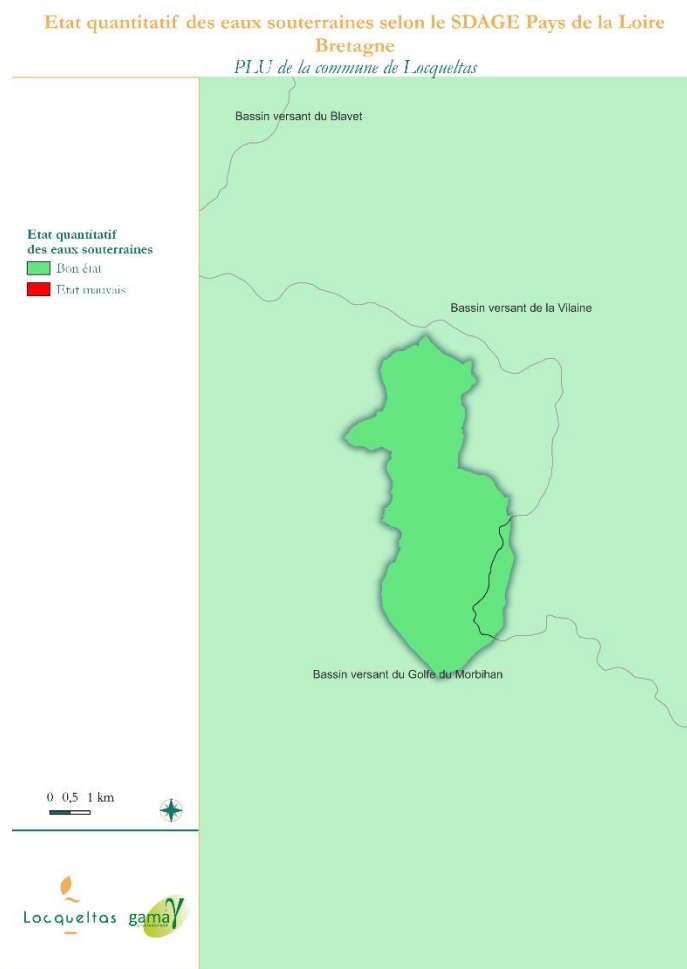 Etat quantitatif des eaux souterraines selon le SDAGE Pays de la Loire
Bretagne
PLU de la commune de Locqueltas
Bassin versant du Blavet
Etat quantitatif
des eaux souterraines
Bon état
Etat mauvais
Bassin versant de la Vilaine
Bassin versant du Golfe du Morbihan
0 0,5 1 km
Locqueltas
gama